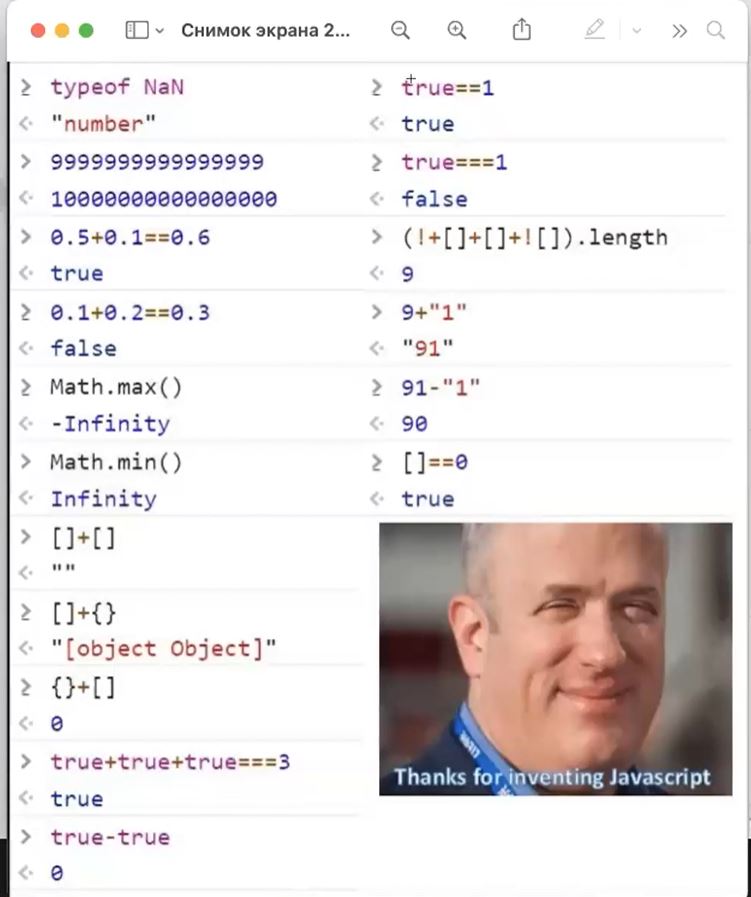 Снимок экрана 2...
typeof NaN
"number"
9999999999999999
10000000000000000
0.5+0.1==0.6
true
0.1+0.2==0.3
false
Math.max()
-Infinity
Math.min()
Infinity
[]+[]
""
[]+{}
"[object Object]"
{}+[]
0
true+true+true===3
true
true-true
0
true==1
true
true===1
false
(!+[]+[]+![]).length
9
9+"1"
"91"
91-"1"
90
[]==0
true
Thanks for inventing Javascript